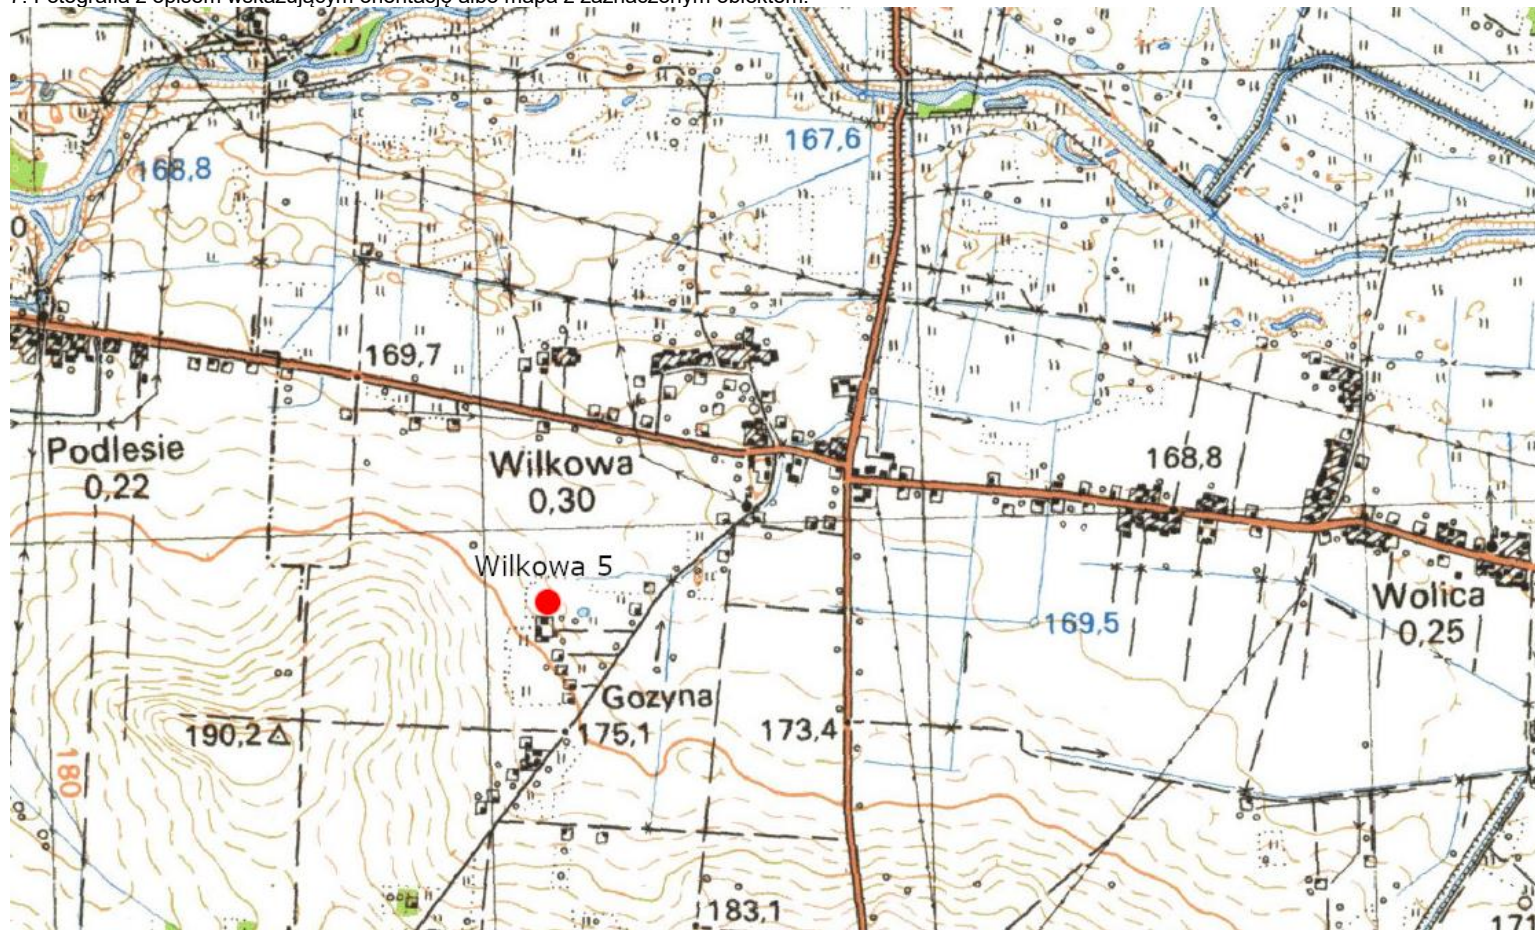 7. Fotografia z opisem wskazującym orientację albo mapa z zaznaczonym obiektem.
167,6
168,8
0
169,7
Podlesie
0,22
Wilkowa
0,30
168,8
Wilkowa 5
Wolica
0,25
169,5
Gozyna
175,1
173,4
190,2
180
183,1
171